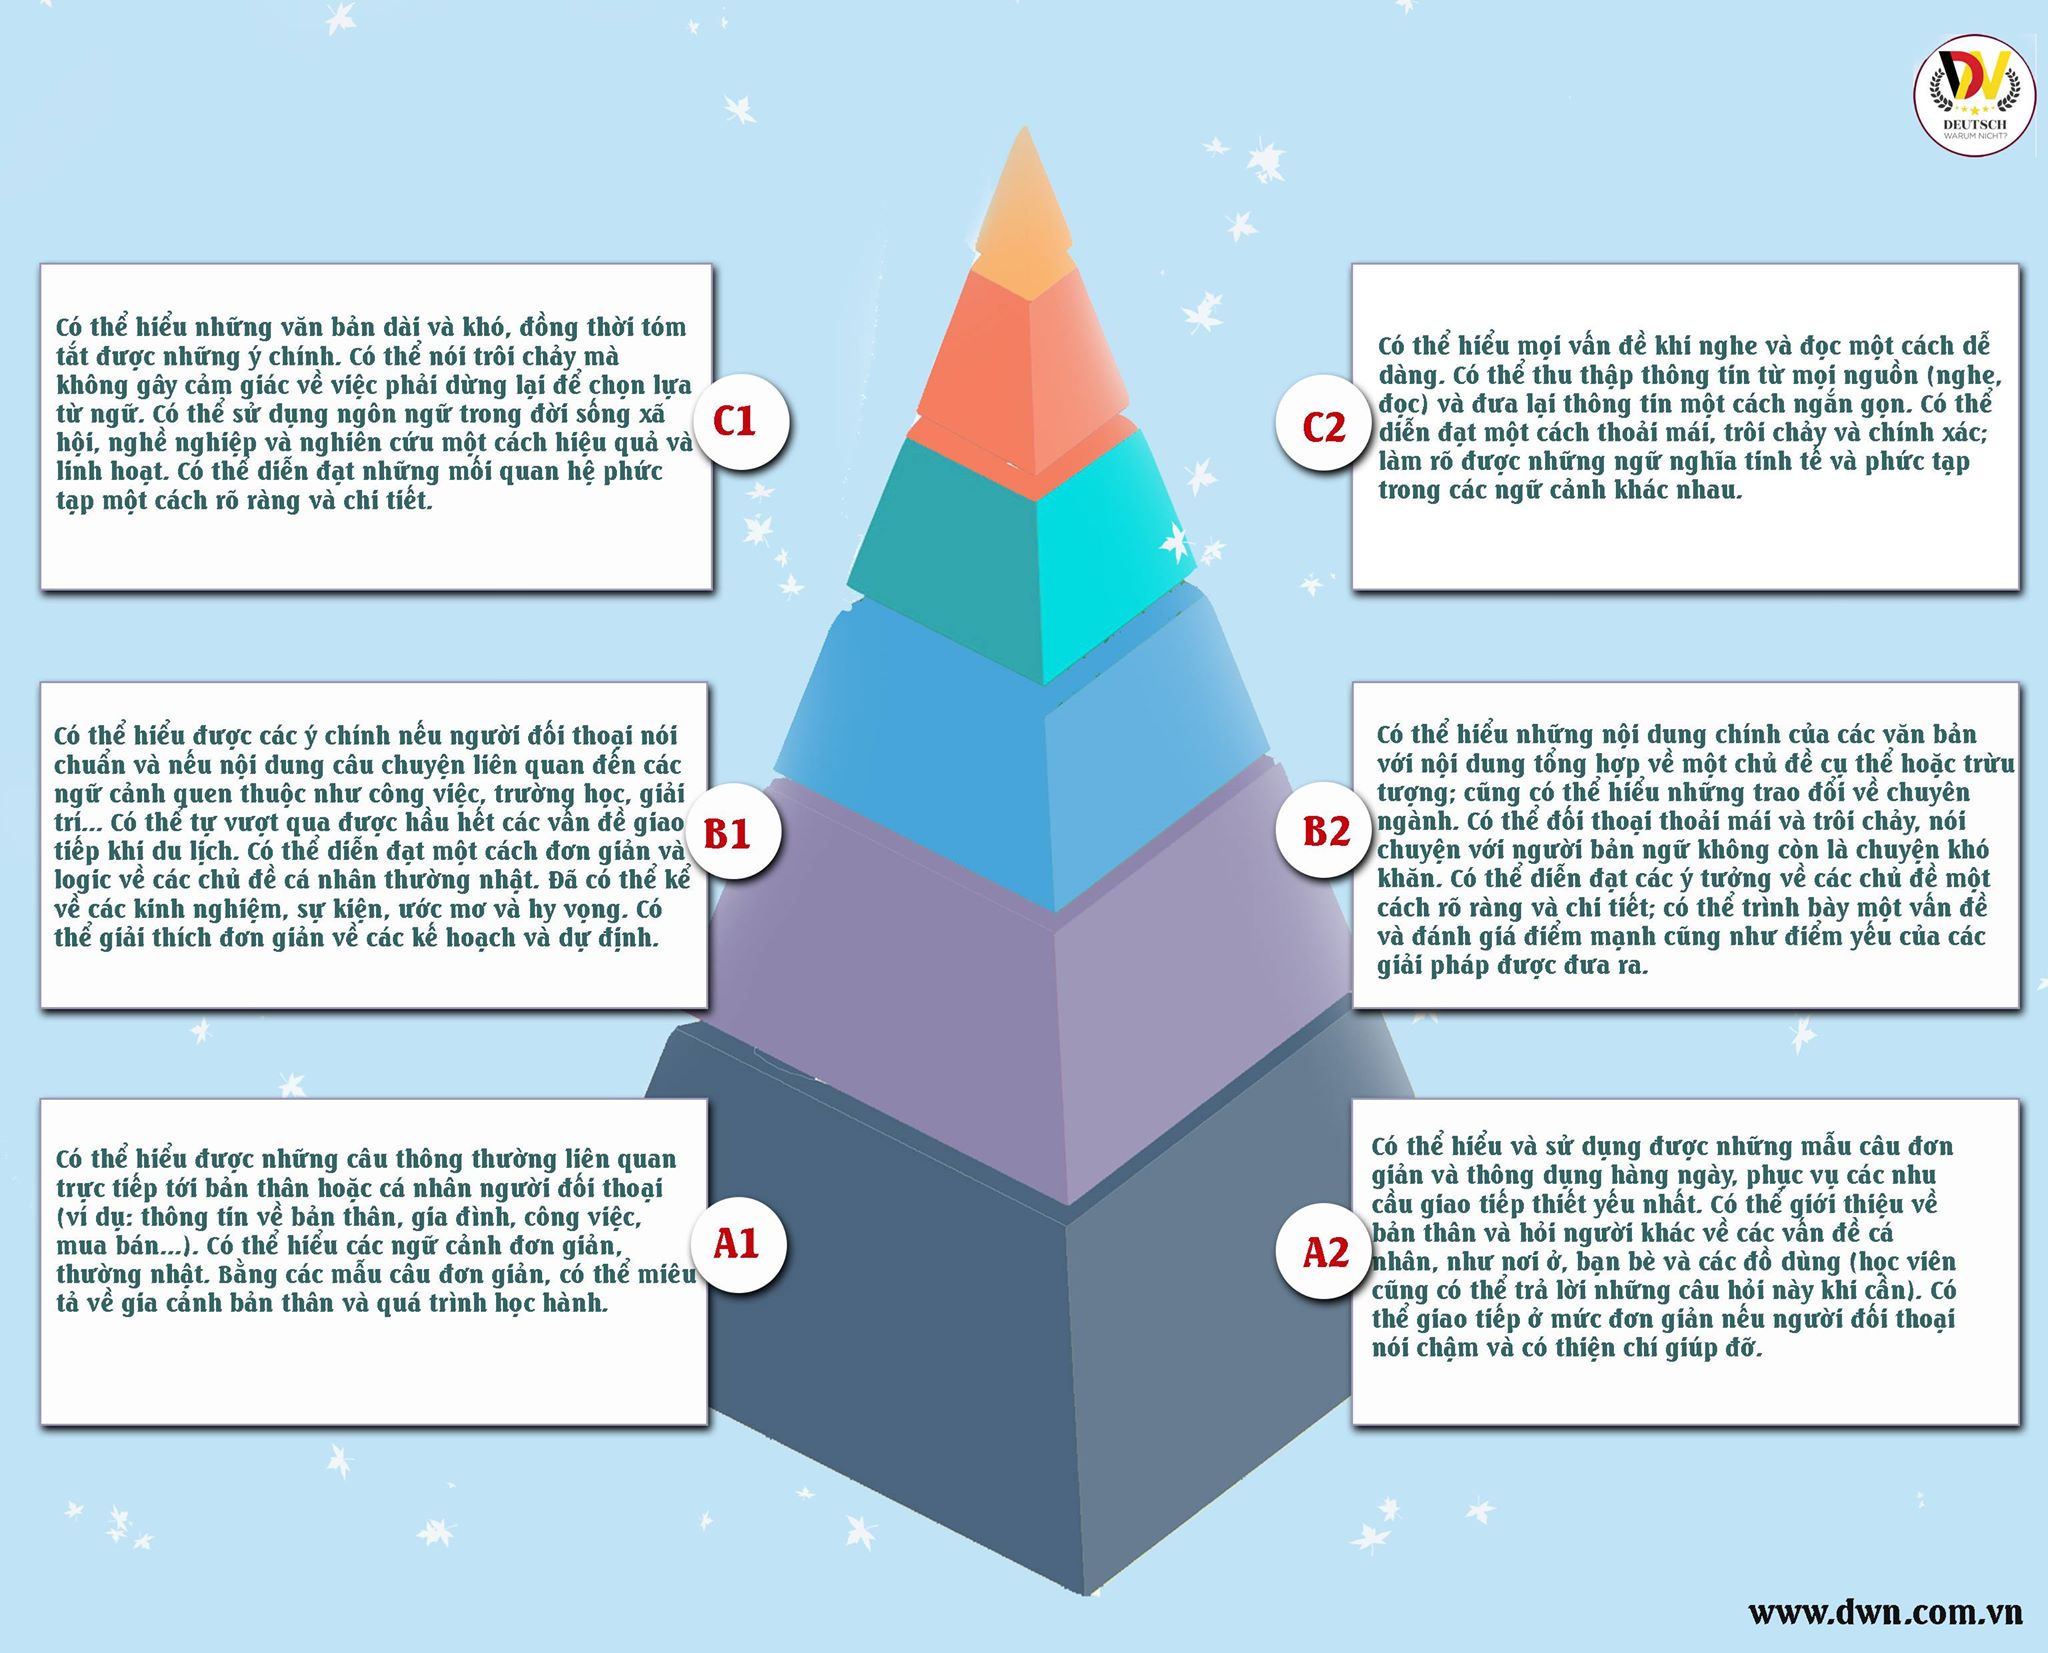 DW
DEUTSCH
WARUM NICHT?
Có thể hiểu những văn bản dài và khó, đồng thời tóm
tắt được những ý chính. Có thể nói trôi chảy mà
không gây cảm giác về việc phải dừng lại để chọn lựa
từ ngữ. Có thể sử dụng ngôn ngữ trong đời sống xã
hội, nghề nghiệp và nghiên cứu một cách hiệu quả và
linh hoạt. Có thể diễn đạt những mối quan hệ phức
tạp một cách rõ ràng và chi tiết.
C1
C2
Có thể hiểu mọi vấn đề khi nghe và đọc một cách dễ
dàng. Có thể thu thập thông tin từ mọi nguồn (nghe,
đọc) và đưa lại thông tin một cách ngắn gọn. Có thể
diễn đạt một cách thoải mái, trôi chảy và chính xác;
làm rõ được những ngữ nghĩa tinh tế và phức tạp
trong các ngữ cảnh khác nhau.
Có thể hiểu được các ý chính nếu người đối thoại nói
chuẩn và nếu nội dung câu chuyện liên quan đến các
ngữ cảnh quen thuộc như công việc, trường học, giải
trí... Có thể tự vượt qua được hầu hết các vấn đề giao
tiếp khi du lịch. Có thể diễn đạt một cách đơn giản và
logic về các chủ đề cá nhân thường nhật. Đã có thể kể
về các kinh nghiệm, sự kiện, ước mơ và hy vọng. Có
thể giải thích đơn giản về các kế hoạch và dự định.
B1
B2
Có thể hiểu những nội dung chính của các văn bản
với nội dung tổng hợp về một chủ đề cụ thể hoặc trừu
tượng; cũng có thể hiểu những trao đổi về chuyên
ngành. Có thể đối thoại thoải mái và trôi chảy, nói
chuyện với người bản ngữ không còn là chuyện khó
khăn. Có thể diễn đạt các ý tưởng về các chủ đề một
cách rõ ràng và chi tiết; có thể trình bày một vấn đề
và đánh giá điểm mạnh cũng như điểm yếu của các
giải pháp được đưa ra.
Có thể hiểu được những câu thông thường liên quan
trực tiếp tới bản thân hoặc cá nhân người đối thoại
(ví dụ: thông tin về bản thân, gia đình, công việc,
mua bán...). Có thể hiểu các ngữ cảnh đơn giản,
thường nhật. Bằng các mẫu câu đơn giản, có thể miêu
tả về gia cảnh bản thân và quá trình học hành.
A1
A2
Có thể hiểu và sử dụng được những mẫu câu đơn
giản và thông dụng hàng ngày, phục vụ các nhu
cầu giao tiếp thiết yếu nhất. Có thể giới thiệu về
bản thân và hỏi người khác về các vấn đề cá
nhân, như nơi ở, bạn bè và các đồ dùng (học viên
cũng có thể trả lời những câu hỏi này khi cần). Có
thể giao tiếp ở mức đơn giản nếu người đối thoại
nói chậm và có thiện chí giúp đỡ.
www.dwn.com.vn